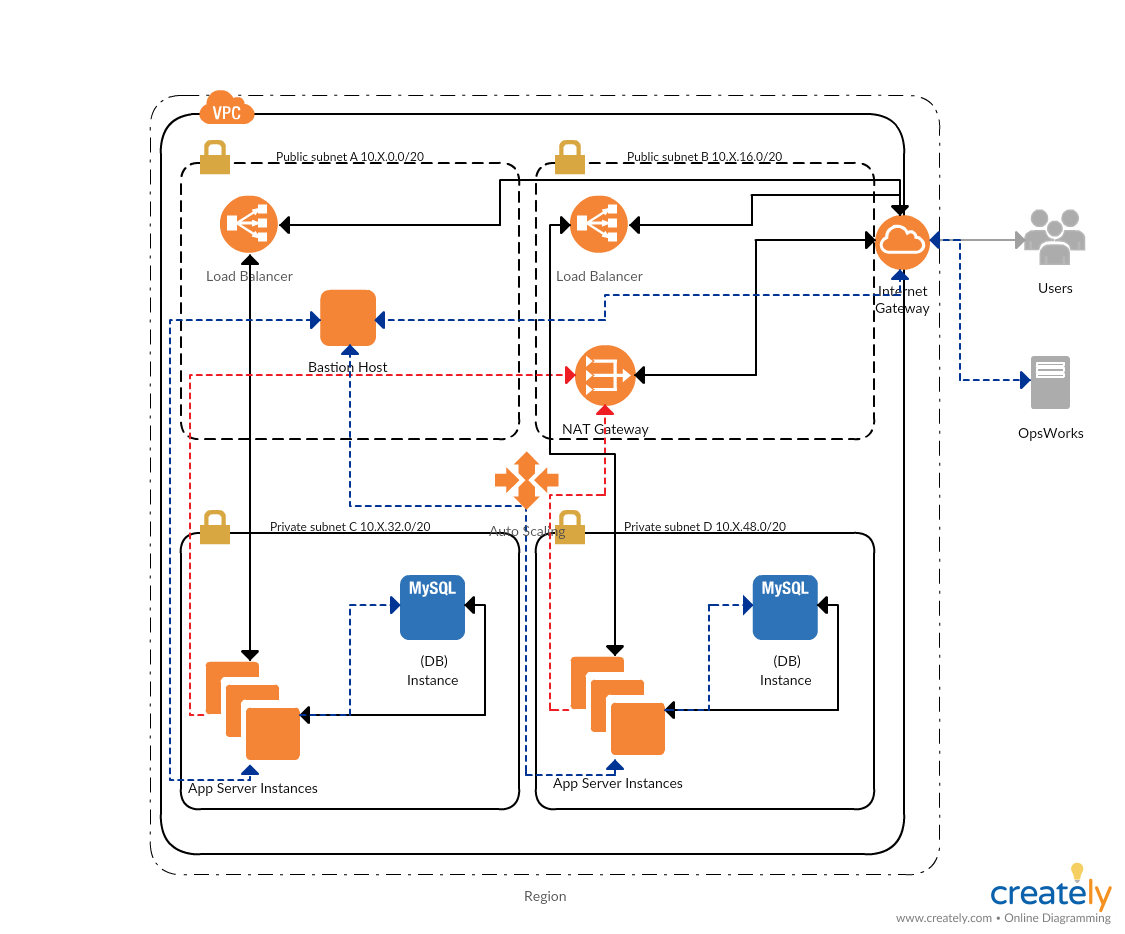 VPC
Public subnet A 10.X.0.0/20
Public subnet B 10.X.16.0/20
Load Balancer
Load Balancer
Internet
Gateway
Users
Bastion Host
NAT Gateway
OpsWorks
Auto Scaling
Private subnet C 10.X.32.0/20
Private subnet D 10.X.48.0/20
MySQL
MySQL
(DB)
Instance
(DB)
Instance
App Server Instances
App Server Instances
Region
creately
www.creately.com • Online Diagramming